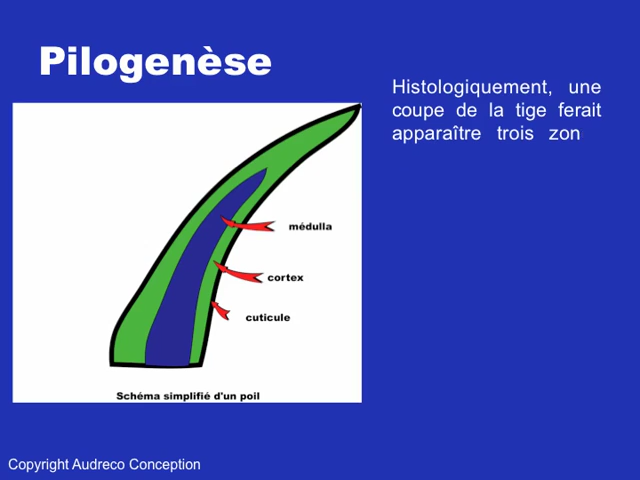 Pilogenèse
Histologiquement, une
coupe de la tige ferait
apparaître trois zon
médulla
cortex
cuticule
Schéma simplifié d'un poil
Copyright Audreco Conception